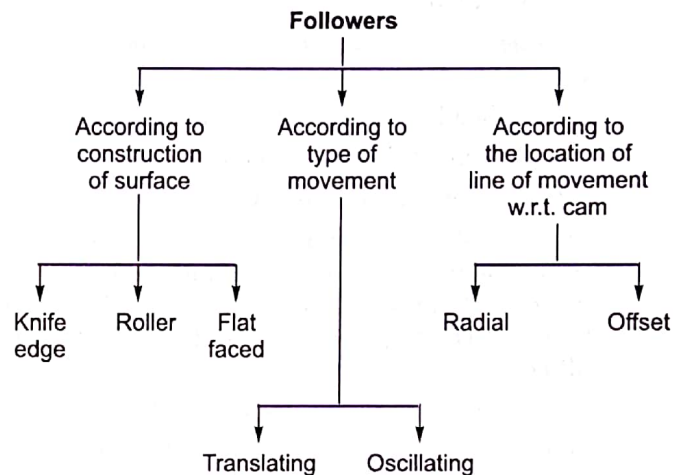 Followers
According to
construction
of surface
According to
type of
movement
According to
the location of
line of movement
w.r.t. cam
Knife
edge
Roller
Flat
faced
Radial
Offset
Translating
Oscillating